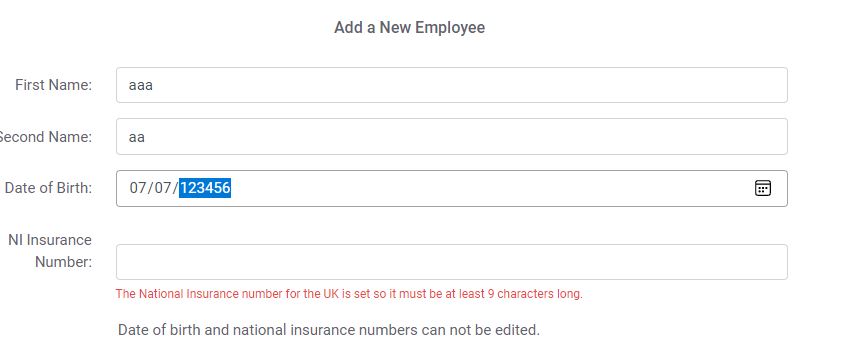 Add a New Employee
First Name:
aaa
Second Name:
aa
Date of Birth:
07/07/123456
NI Insurance
Number:
The National Insurance number for the UK is set so it must be at least 9 characters long.
Date of birth and national insurance numbers can not be edited.